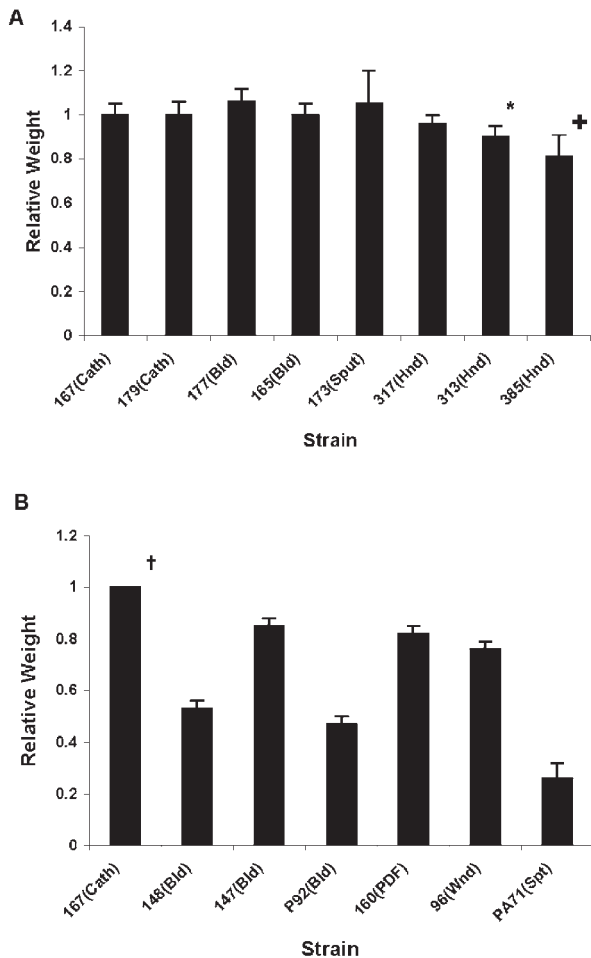 A
1.4
1.2
1
0.8
0.6
0.4
0.2
0
Relative Weight
*
+
167(Cath) 179(Cath) 177(Bld) 165(Bld) 173(Sput) 317(Hnd) 313(Hnd) 385(Hnd)
Strain
B
1.2
1
0.8
0.6
0.4
0.2
0
Relative Weight
†
167(Cath) 148(Bld) 147(Bld) P92(Bld) 160(PDF) 96(Wnd) PA71(Spt)
Strain